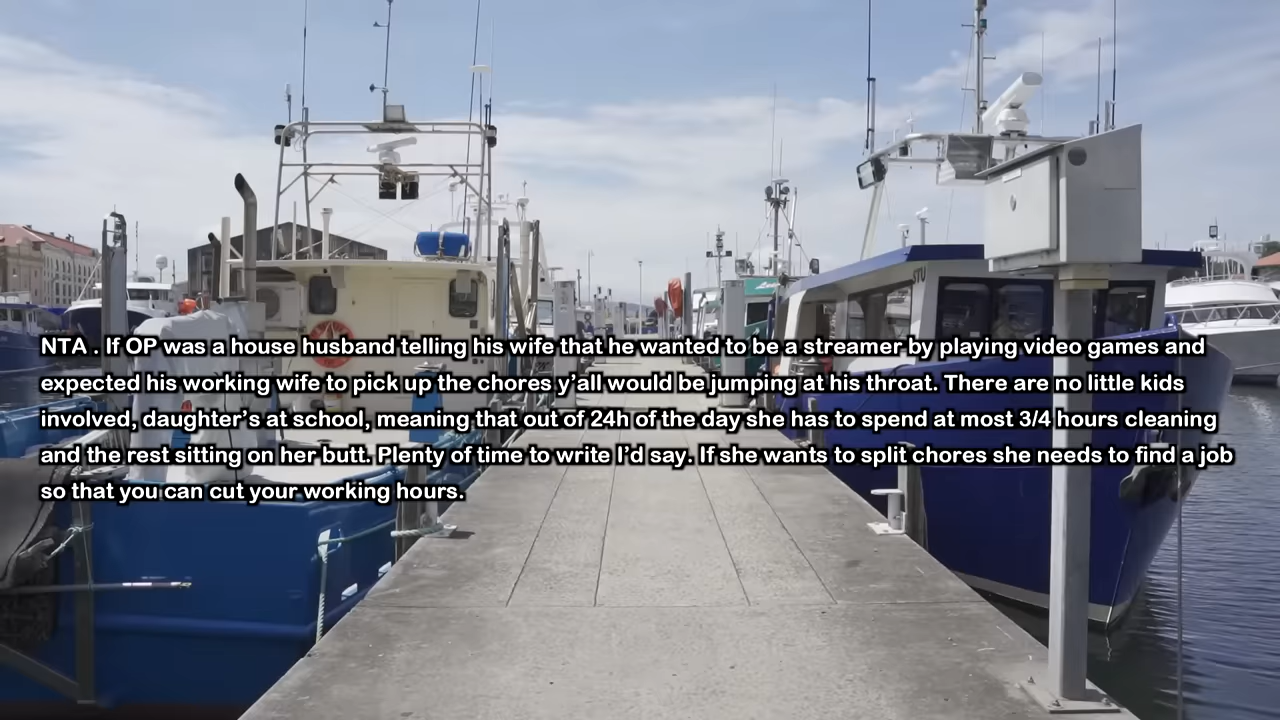 STU
NTA . If OP was a house husband telling his wife that he wanted to be a streamer by playing video games and
expected his working wife to pick up the chores y’all would be jumping at his throat. There are no little kids
involved, daughter’s at school, meaning that out of 24h of the day she has to spend at most 3/4 hours cleaning
and the rest sitting on her butt. Plenty of time to write I’d say. If she wants to split chores she needs to find a job
so that you can cut your working hours.